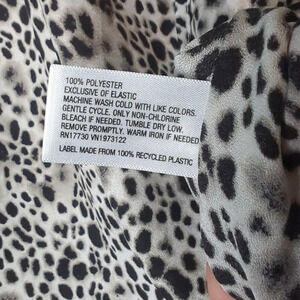 100% POLYESTER
EXCLUSIVE OF ELASTIC
MACHINE WASH COLD WITH LIKE COLORS.
GENTLE CYCLE. ONLY NON-CHLORINE
BLEACH IF NEEDED. TUMBLE DRY LOW.
REMOVE PROMPTLY. WARM IRON IF NEEDED
RN17730 VN1973122
LABEL MADE FROM 100% RECYCLED PLASTIC